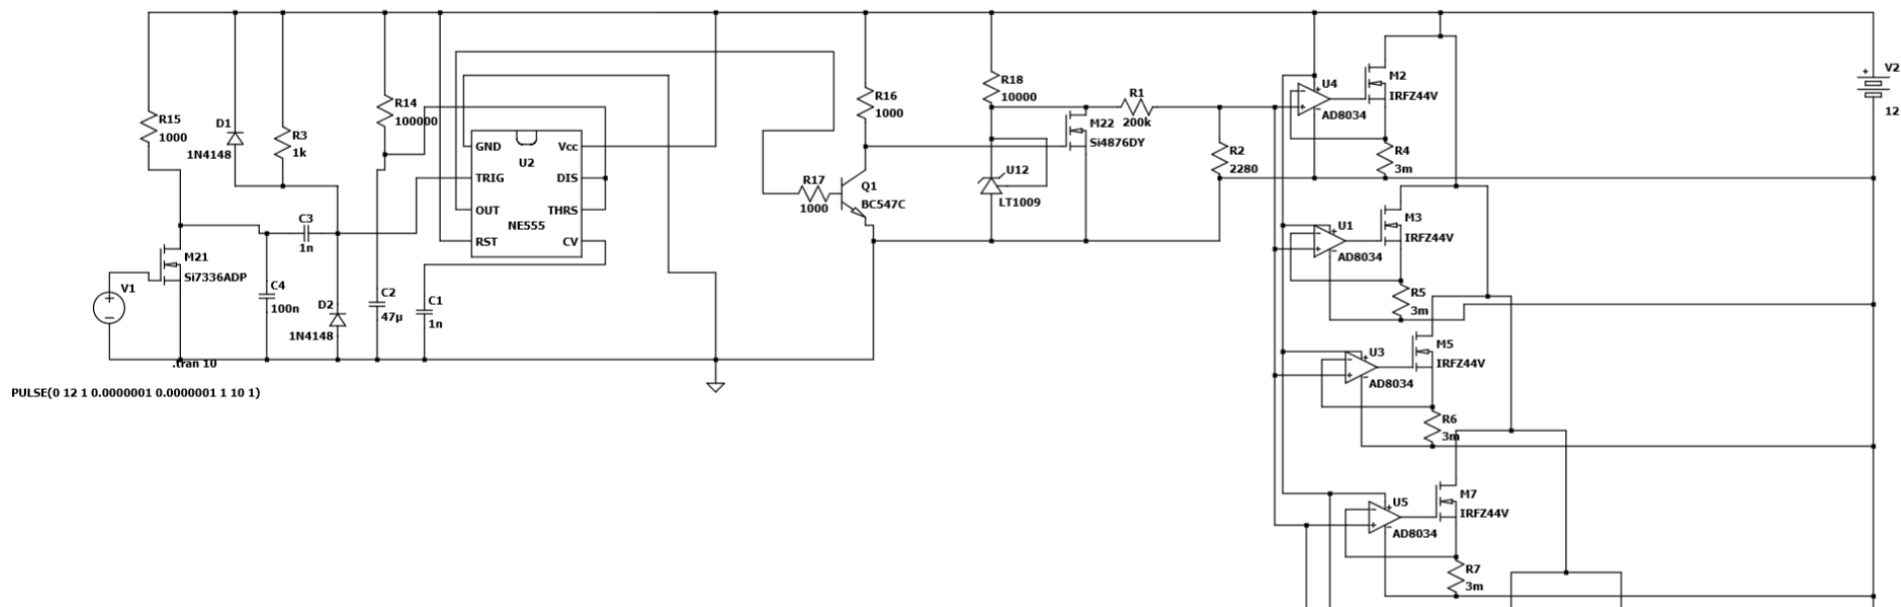 R15
1000
D1
1N4148
R3
1k
R14
100000
GND
TRIG
OUT
RST
U2
NE555
Vcc
DIS
THRS
CV
R16
1000
R17
1000
Q1
BC547C
R18
10000
U12
LT1009
M22
Si4876DY
R1
200k
R2
2280
U4
AD8034
M2
IRFZ44V
R4
3m
V2
12
U1
AD8034
M3
IRFZ44V
R5
3m
U3
AD8034
M5
IRFZ44V
R6
3m
U5
AD8034
M7
IRFZ44V
R7
3m
C3
1n
M21
Si7336ADP
V1
C4
100n
D2
1N4148
C2
47µ
C1
1n
.tran 10
PULSE(0 12 1 0.0000001 0.0000001 1 10 1)